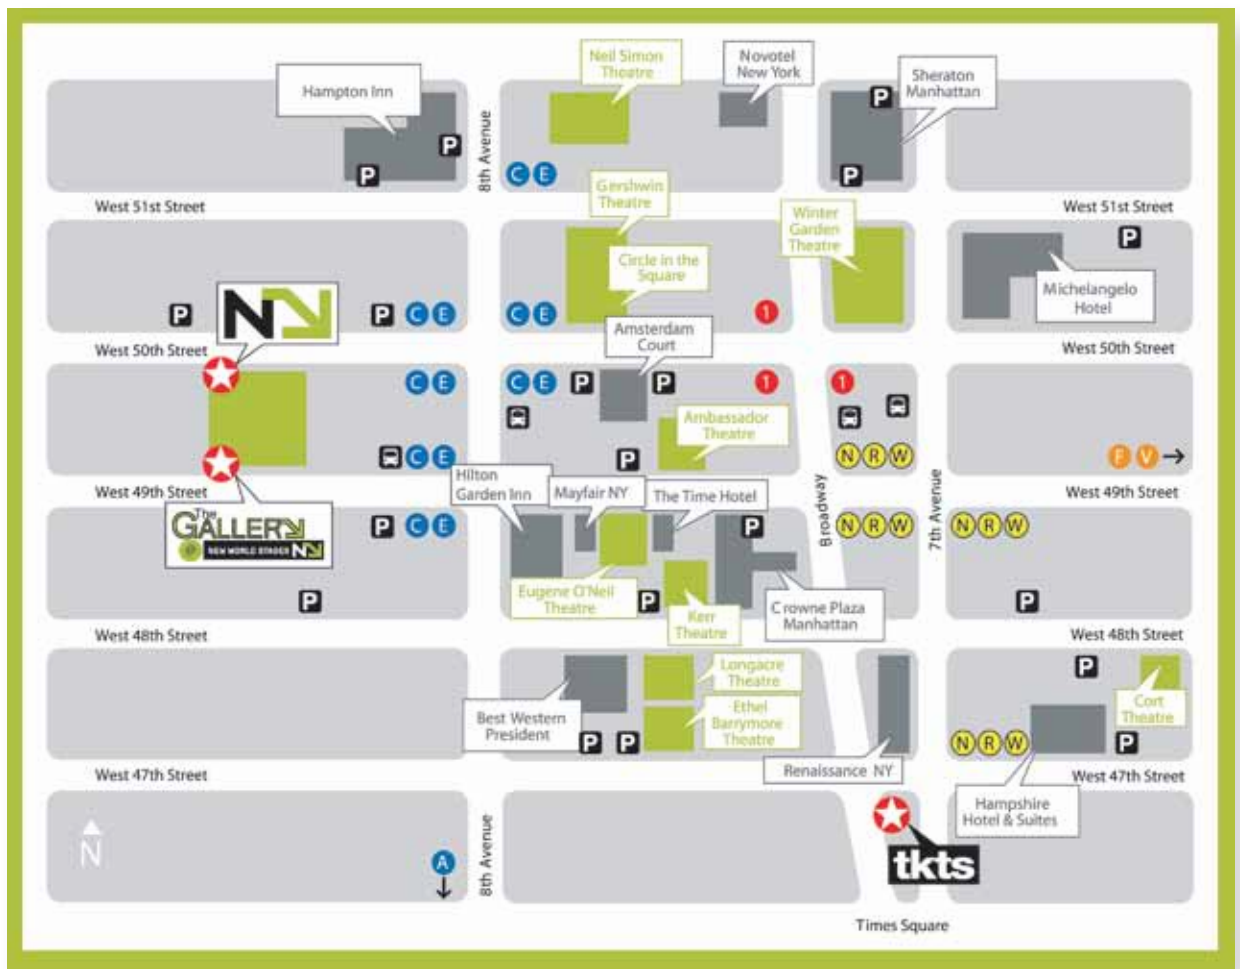 Neil Simon
Theatre
Novotel
New York
Sheraton
Manhattan
Hampton Inn
P
P
P
P
P
8th Avenue
C E
Gershwin
Theatre
West 51st Street
West 51st Street
Winter
Garden
Theatre
P
Circle in the
Square
Michelangelo
Hotel
N
P
P
C E
C E
1
Amsterdam
Court
West 50th Street
West 50th Street
C E
C E
P
P
1
1
Ambassador
Theatre
P
C E
N R W
F V
Hilton
Garden Inn
Mayfair NY
The Time Hotel
West 49th Street
West 49th Street
Broadway
7th Avenue
The
GALLERY
@ NEW WORLD STAGES N
P
C E
P
N R W
N R W
Eugene O'Neil
Theatre
P
P
Kerr
Theatre
Crowne Plaza
Manhattan
P
West 48th Street
West 48th Street
Longacre
Theatre
P
Cort
Theatre
Best Western
President
Ethel
Barrymore
Theatre
P
P
N R W
P
Renaissance NY
West 47th Street
West 47th Street
Hampshire
Hotel & Suites
N
8th Avenue
A
tkts
Times Square